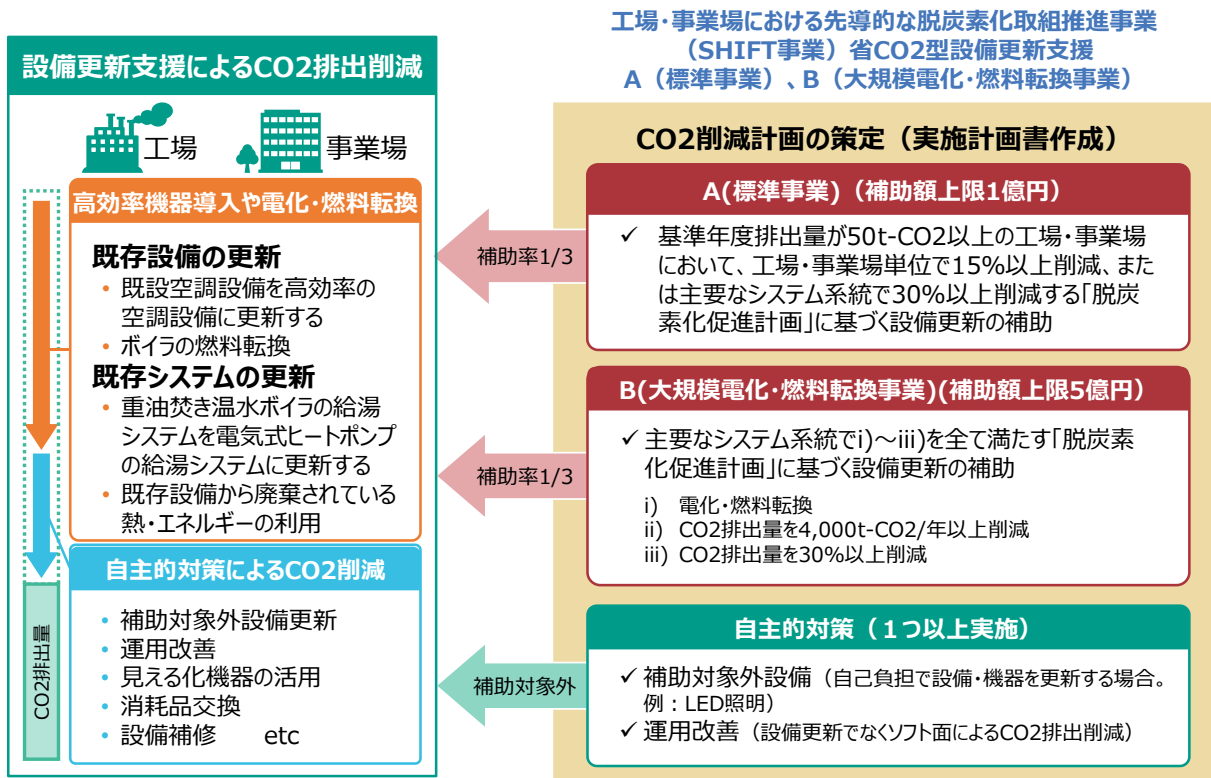 工場・事業場における先導的な脱炭素化取組推進事業
（SHIFT事業）省CO2型設備更新支援
A（標準事業）、B（大規模電化・燃料転換事業）
設備更新支援によるCO2排出削減
工場
事業場
高効率機器導入や電化・燃料転換
既存設備の更新
• 既設空調設備を高効率の
空調設備に更新する
• ボイラの燃料転換
既存システムの更新
• 重油焚き温水ボイラの給湯
システムを電気式ヒートポンプ
の給湯システムに更新する
• 既存設備から廃棄されている
熱・エネルギーの利用
自主的対策によるCO2削減
• 補助対象外設備更新
• 運用改善
• 見える化機器の活用
• 消耗品交換
• 設備補修 etc
CO2排出量
補助率1/3
補助率1/3
補助対象外
CO2削減計画の策定（実施計画書作成）
A(標準事業)（補助額上限1億円）
✓ 基準年度排出量が50t-CO2以上の工場・事業場
において、工場・事業場単位で15%以上削減、また
は主要なシステム系統で30%以上削減する「脱炭
素化促進計画」に基づく設備更新の補助
B(大規模電化・燃料転換事業)(補助額上限5億円）
✓ 主要なシステム系統でi)～iii)を全て満たす「脱炭素
化促進計画」に基づく設備更新の補助
i) 電化・燃料転換
ii) CO2排出量を4,000t-CO2/年以上削減
iii) CO2排出量を30%以上削減
自主的対策（１つ以上実施）
✓ 補助対象外設備（自己負担で設備・機器を更新する場合。
例：LED照明）
✓ 運用改善（設備更新でなくソフト面によるCO2排出削減）